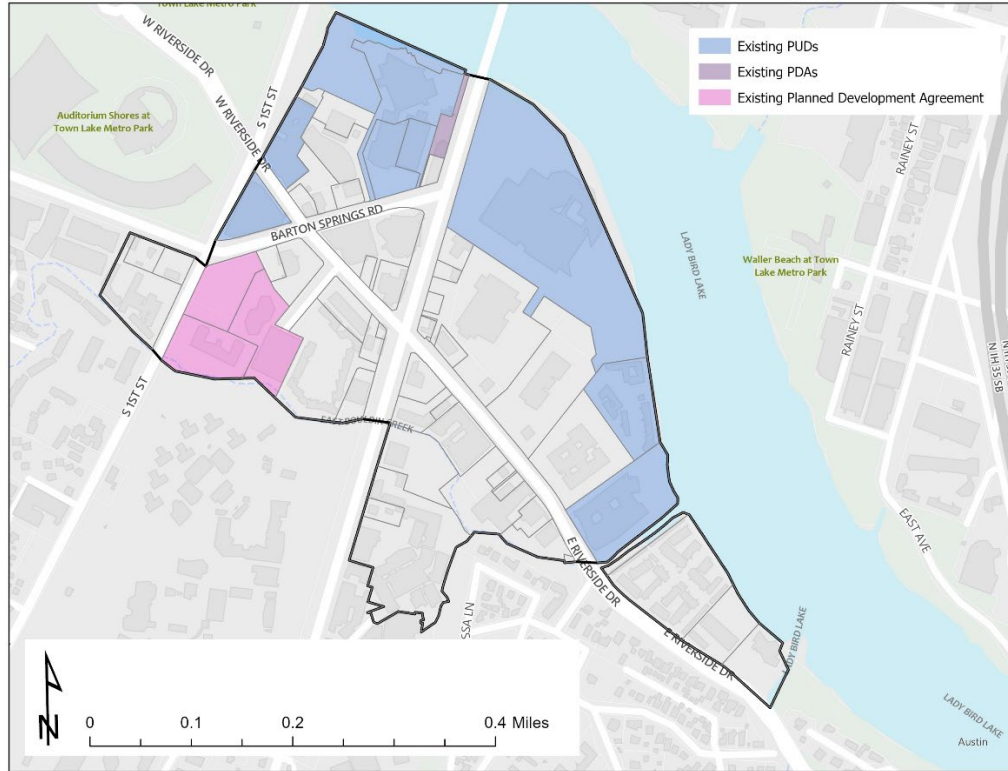 Town Lake Metro Park
W RIVERSIDE DR
S 1ST ST
W RIVERSIDE DR
Auditorium Shores at
Town Lake Metro Park
BARTON SPRINGS RD
Existing PUDs
Existing PDAs
Existing Planned Development Agreement
RAINEY ST
LADY BIRD LAKE
Waller Beach at Town
Lake Metro Park
RAINEY ST
N IH 35 SB
S 1ST ST
EAST BOULDIN CREEK
EAST AVE
E RIVERSIDE DR
SSA LN
E RIVERSIDE DR
LADY BIRD LAKE
LADY BIRD LAKE
Austin
N
0 0.1 0.2 0.4 Miles